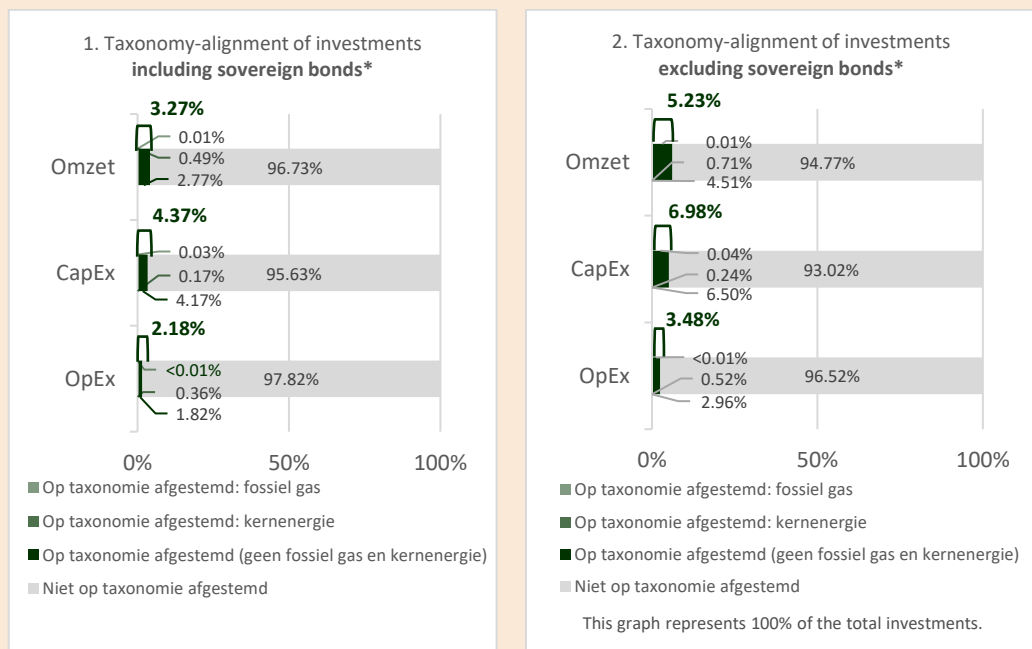 1. Taxonomy-alignment of investments
including sovereign bonds*
3.27%
0.01%
Omzet
0.49%
96.73%
2.77%
4.37%
0.03%
CapEx
0.17%
95.63%
4.17%
2.18%
<0.01%
OpEx
97.82%
0.36%
1.82%
0%
50%
100%
Op taxonomie afgestemd: fossiel gas
Op taxonomie afgestemd: kernenergie
Op taxonomie afgestemd (geen fossiel gas en kernenergie)
Niet op taxonomie afgestemd
2. Taxonomy-alignment of investments
excluding sovereign bonds*
5.23%
0.01%
Omzet
0.71%
94.77%
4.51%
6.98%
0.04%
CapEx
0.24%
93.02%
6.50%
3.48%
<0.01%
OpEx
0.52%
96.52%
2.96%
0%
50%
100%
Op taxonomie afgestemd: fossiel gas
Op taxonomie afgestemd: kernenergie
Op taxonomie afgestemd (geen fossiel gas en kernenergie)
Niet op taxonomie afgestemd
This graph represents 100% of the total investments.